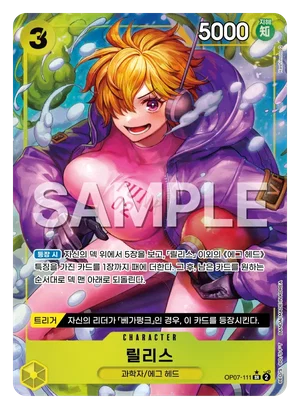 3
5000
지혜
知
SAMPLE
등장 시 자신의 덱 위에서 5장을 보고, 「릴리스」 이외의 《에그 헤드》
특징을 가진 카드를 1장까지 패에 더한다. 그 후, 남은 카드를 원하는
순서대로 덱 맨 아래로 되돌린다.
트리거 자신의 리더가 「베가펑크」인 경우, 이 카드를 등장시킨다.
CHARACTER
릴리스
과학자/에그 헤드
OP07-111 SR 2